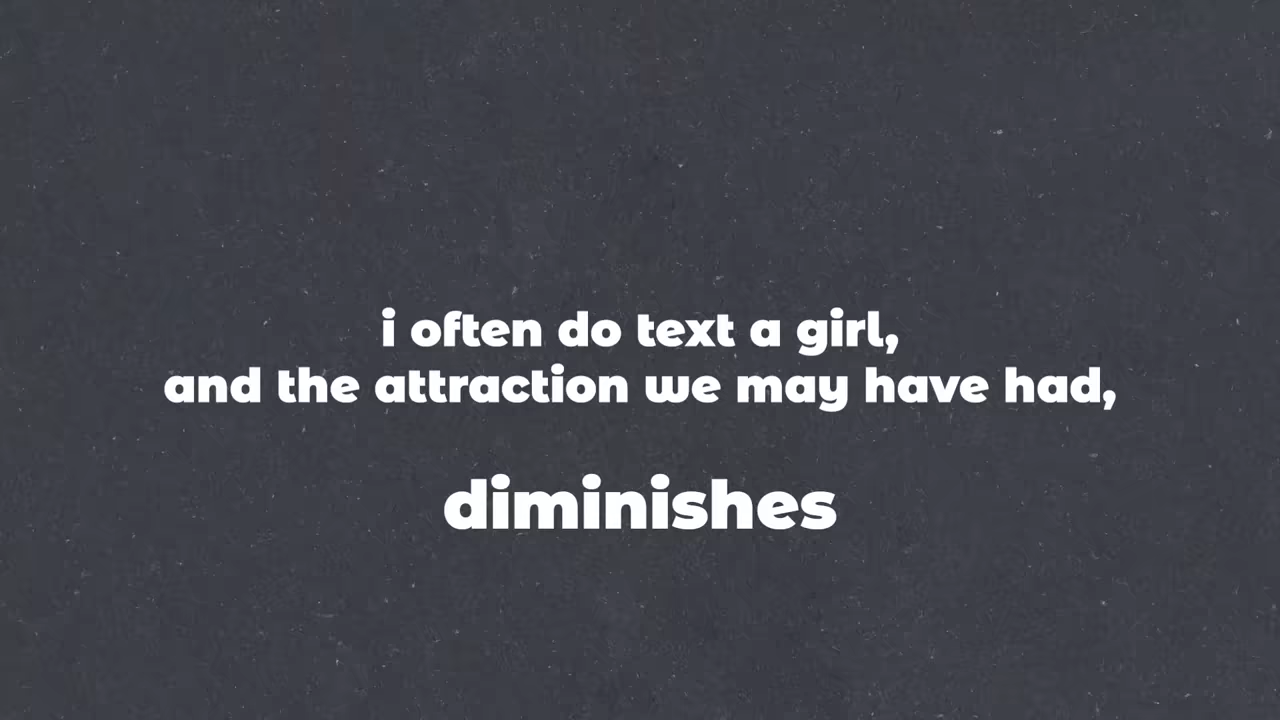 i often do text a girl,
and the attraction we may have had,
diminishes